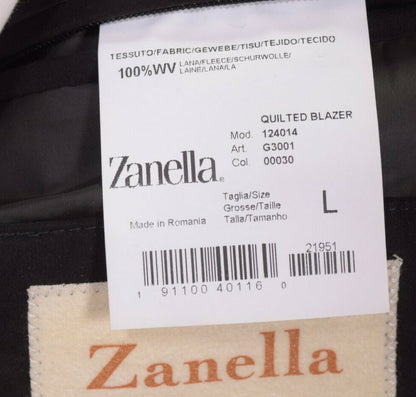 TESSUTO/FABRIC/GEWEBE/TISU/TEJIDO/TECIDO
100%WV LANA/FLEECE/SCHURWOLLE/
LAINE/LANA/LA
QUILTED BLAZER
Mod. 124014
Art. G3001
Col. 00030
Zanella®
Taglia/Size
Grosse/Taille
Talla/Tamanho
L
Made in Romania
21951
1 91100 40116 0
Zanella